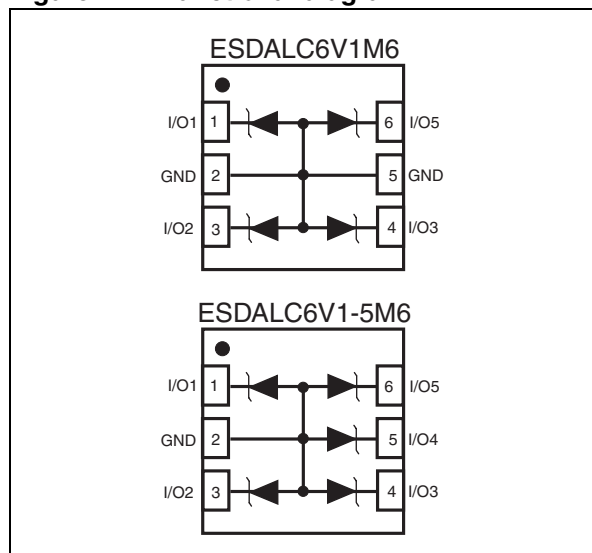 ESDALC6V1M6
I/O1 1 6 I/O5
GND 2 5 GND
I/O2 3 4 I/O3
ESDALC6V1-5M6
I/O1 1 6 I/O5
GND 2 5 I/O4
I/O2 3 4 I/O3